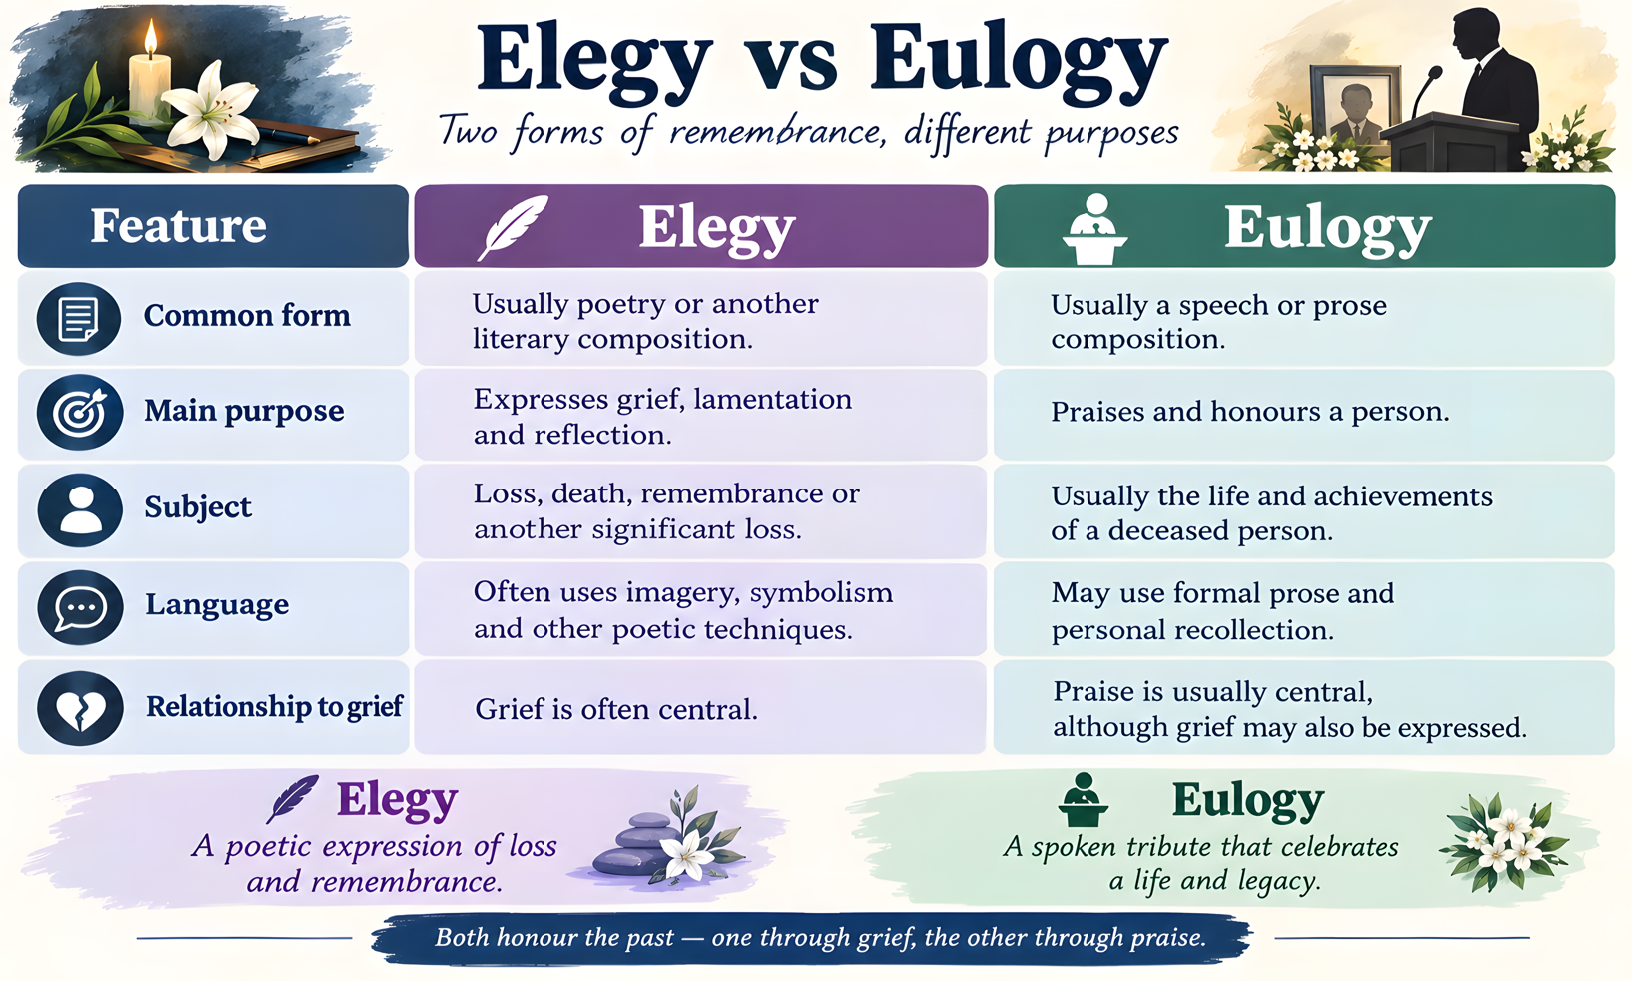 Elegy vs Eulogy
Two forms of remembrance, different purposes
Feature
Elegy
Eulogy
Common form
Usually poetry or another
literary composition.
Usually a speech or prose
composition.
Main purpose
Expresses grief, lamentation
and reflection.
Praises and honours a person.
Subject
Loss, death, remembrance or
another significant loss.
Usually the life and achievements
of a deceased person.
Language
Often uses imagery, symbolism
and other poetic techniques.
May use formal prose and
personal recollection.
Relationship to grief
Grief is often central.
Praise is usually central,
although grief may also be expressed.
Elegy
A poetic expression of loss
and remembrance.
Eulogy
A spoken tribute that celebrates
a life and legacy.
Both honour the past — one through grief, the other through praise.